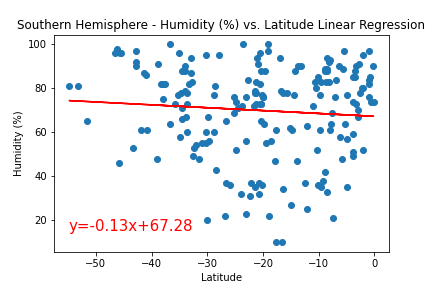 Southern Hemisphere - Humidity (%) vs. Latitude Linear Regression
100
80
60
40
20
Humidity (%)
y=-0.13x+67.28
−50
−40
−30
−20
−10
0
Latitude